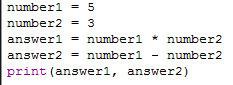 number1 = 5
number2 = 3
answer1 = number1 * number2
answer2 = number1 - number2
print(answer1, answer2)